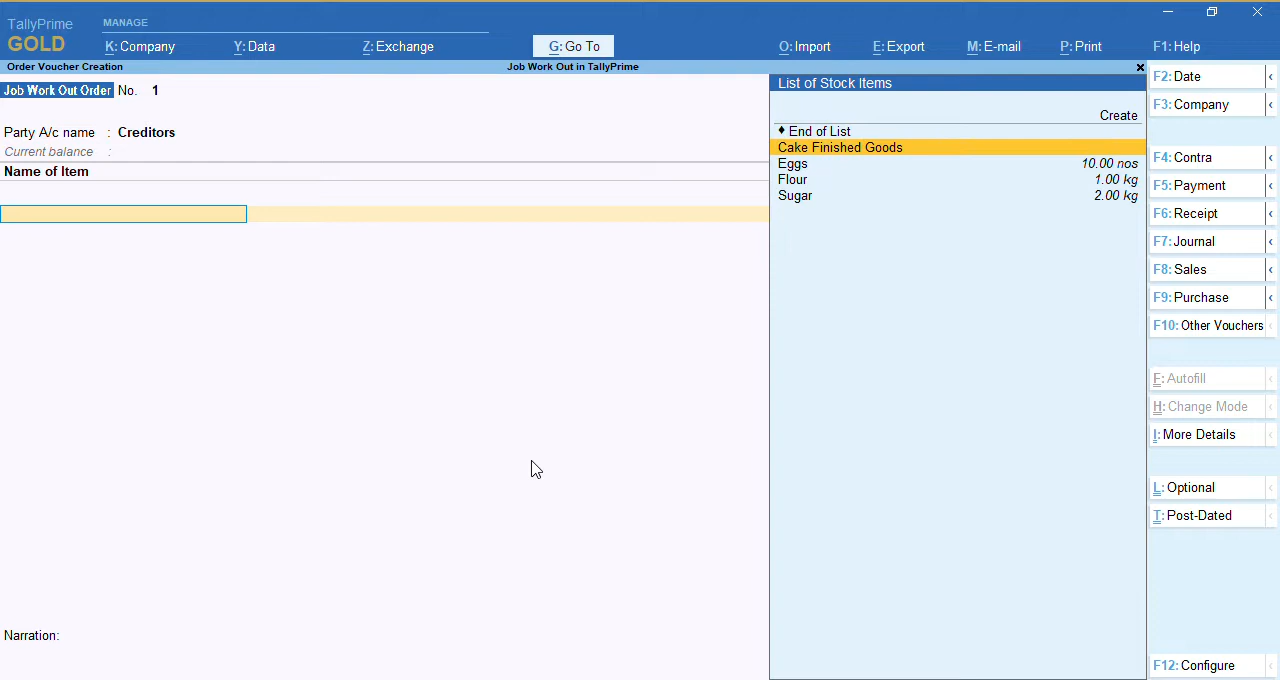 TallyPrime
GOLD
MANAGE
K: Company
Y: Data
Z: Exchange
G: Go To
O: Import
E: Export
M: E-mail
P: Print
F1: Help
Order Voucher Creation
Job Work Out in TallyPrime
Job Work Out Order No. 1
Party A/c name : Creditors
Current balance :
Name of Item
Narration:
List of Stock Items
Create
♦ End of List
Cake Finished Goods
Eggs 10.00 nos
Flour 1.00 kg
Sugar 2.00 kg
F2: Date
F3: Company
F4: Contra
F5: Payment
F6: Receipt
F7: Journal
F8: Sales
F9: Purchase
F10: Other Vouchers
F: Autofill
H: Change Mode
I: More Details
L: Optional
T: Post-Dated
F12: Configure